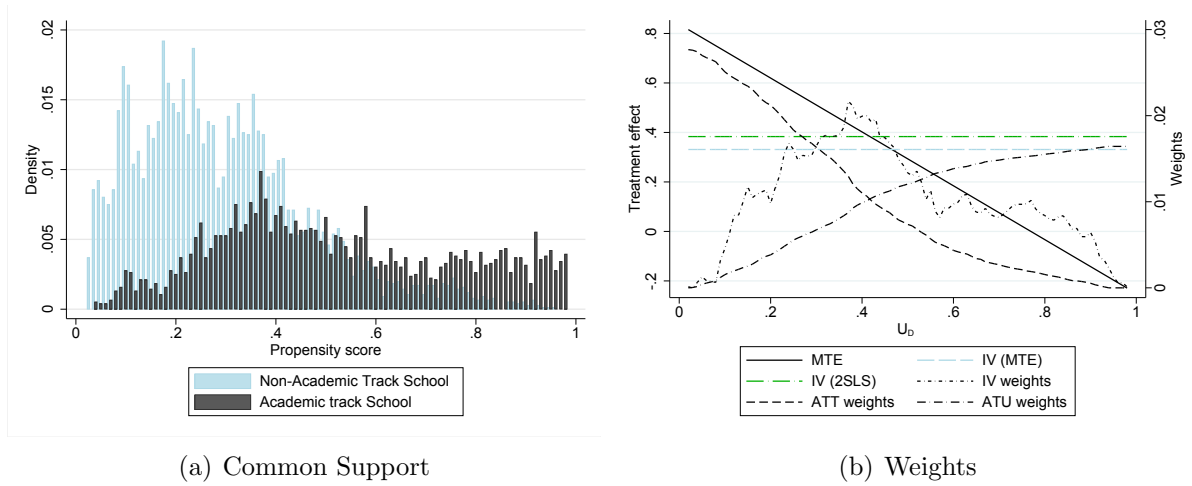 .02
.015
.01
.005
0
Density
0 .2 .4 .6 .8 1
Propensity score
Non-Academic Track School
Academic track School
(a) Common Support
.8
.6
.4
.2
0
-.2
Treatment effect
.03
.02
.01
0
Weights
0 .2 .4 .6 .8 1
U_D
MTE
IV (MTE)
IV (2SLS)
IV weights
ATT weights
ATU weights
(b) Weights